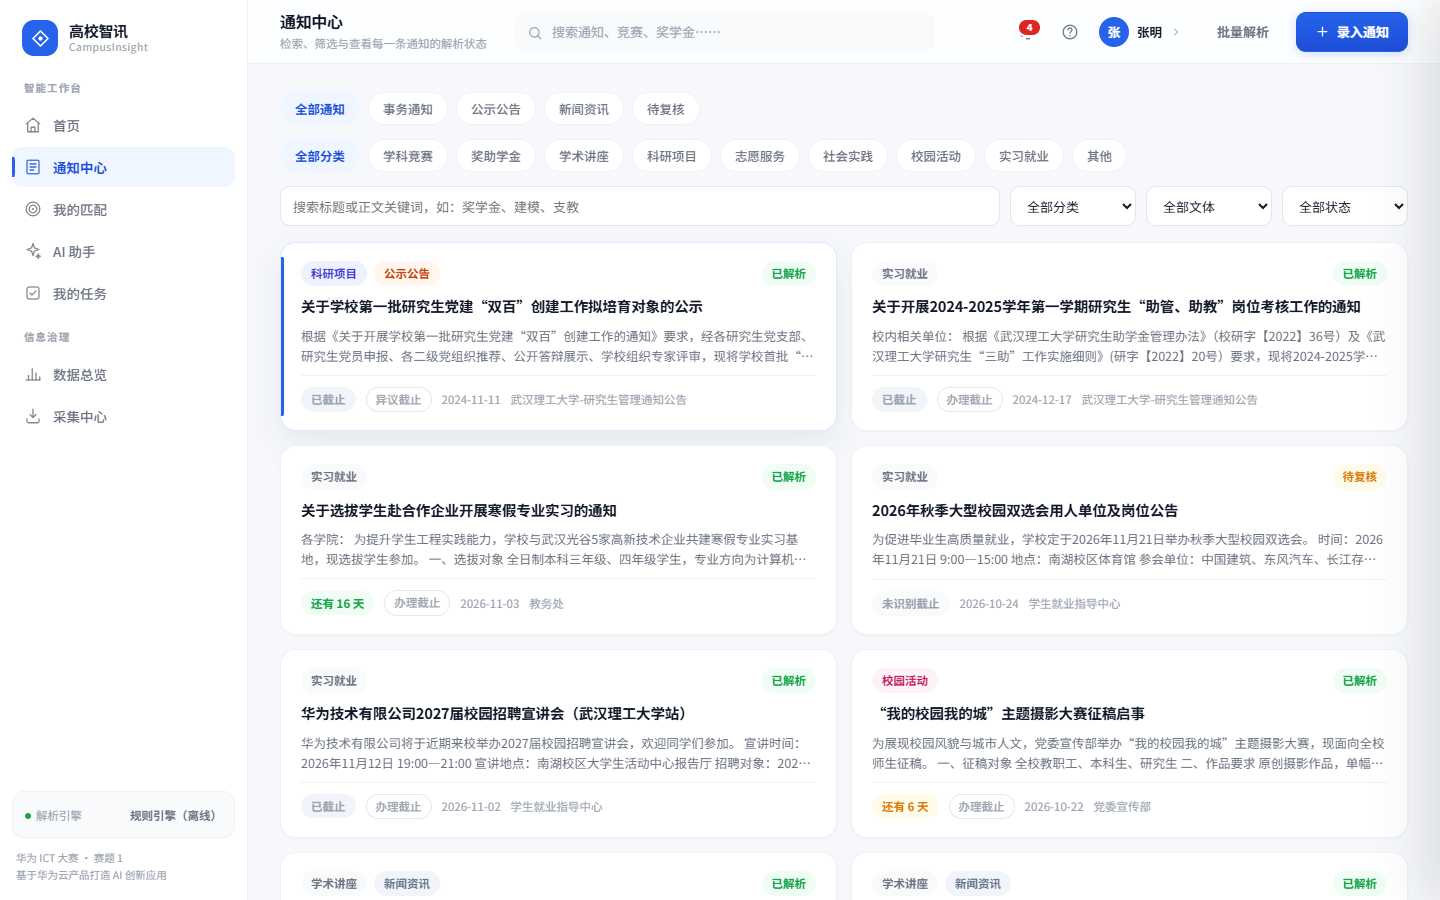 高校智讯
CampusInsight
智能工作台
首页
通知中心
我的匹配
AI 助手
我的任务
信息治理
数据总览
采集中心
解析引擎 规则引擎（离线）
华为 ICT 大赛 · 赛题 1
基于华为云产品打造 AI 创新应用
通知中心
检索、筛选与查看每一条通知的解析状态
搜索通知、竞赛、奖学金……
4
张 张明
批量解析
录入通知
全部通知 事务通知 公示公告 新闻资讯 待复核
全部分类 学科竞赛 奖助学金 学术讲座 科研项目 志愿服务 社会实践 校园活动 实习就业 其他
搜索标题或正文关键词，如：奖学金、建模、支教
全部分类 全部文体 全部状态
科研项目 公示公告 已解析
关于学校第一批研究生党建“双百”创建工作拟培育对象的公示
根据《关于开展学校第一批研究生党建“双百”创建工作的通知》要求，经各研究生党支部、
研究生党员申报、各二级党组织推荐、公开答辩展示、学校组织专家评审，现将学校首批“…
已截止 异议截止 2024-11-11 武汉理工大学-研究生管理通知公告
实习就业 已解析
关于开展2024-2025学年第一学期研究生“助管、助教”岗位考核工作的通知
校内相关单位： 根据《武汉理工大学研究生助学金管理办法》（校研字【2022】36号）及《武
汉理工大学研究生“三助”工作实施细则》(研字【2022】20号）要求，现将2024-2025学…
已截止 办理截止 2024-12-17 武汉理工大学-研究生管理通知公告
实习就业 已解析
关于选拔学生赴合作企业开展寒假专业实习的通知
各学院： 为提升学生工程实践能力，学校与武汉光谷5家高新技术企业共建寒假专业实习基
地，现选拔学生参加。 一、选拔对象 全日制本科三年级、四年级学生，专业方向为计算机…
还有 16 天 办理截止 2026-11-03 教务处
实习就业 待复核
2026年秋季大型校园双选会用人单位及岗位公告
为促进毕业生高质量就业，学校定于2026年11月21日举办秋季大型校园双选会。 时间：2026
年11月21日 9:00—15:00 地点：南湖校区体育馆 参会单位：中国建筑、东风汽车、长江存…
未识别截止 2026-10-24 学生就业指导中心
实习就业 已解析
华为技术有限公司2027届校园招聘宣讲会（武汉理工大学站）
华为技术有限公司将于近期来校举办2027届校园招聘宣讲会，欢迎同学们参加。 宣讲时间：
2026年11月12日 19:00—21:00 宣讲地点：南湖校区大学生活动中心报告厅 招聘对象：202…
已截止 办理截止 2026-11-02 学生就业指导中心
校园活动 已解析
“我的校园我的城”主题摄影大赛征稿启事
为展现校园风貌与城市人文，党委宣传部举办“我的校园我的城”主题摄影大赛，现面向全校
师生征稿。 一、征稿对象 全校教职工、本科生、研究生 二、作品要求 原创摄影作品，单幅…
还有 6 天 办理截止 2026-10-22 党委宣传部
学术讲座 新闻资讯 已解析
学术讲座 新闻资讯 已解析